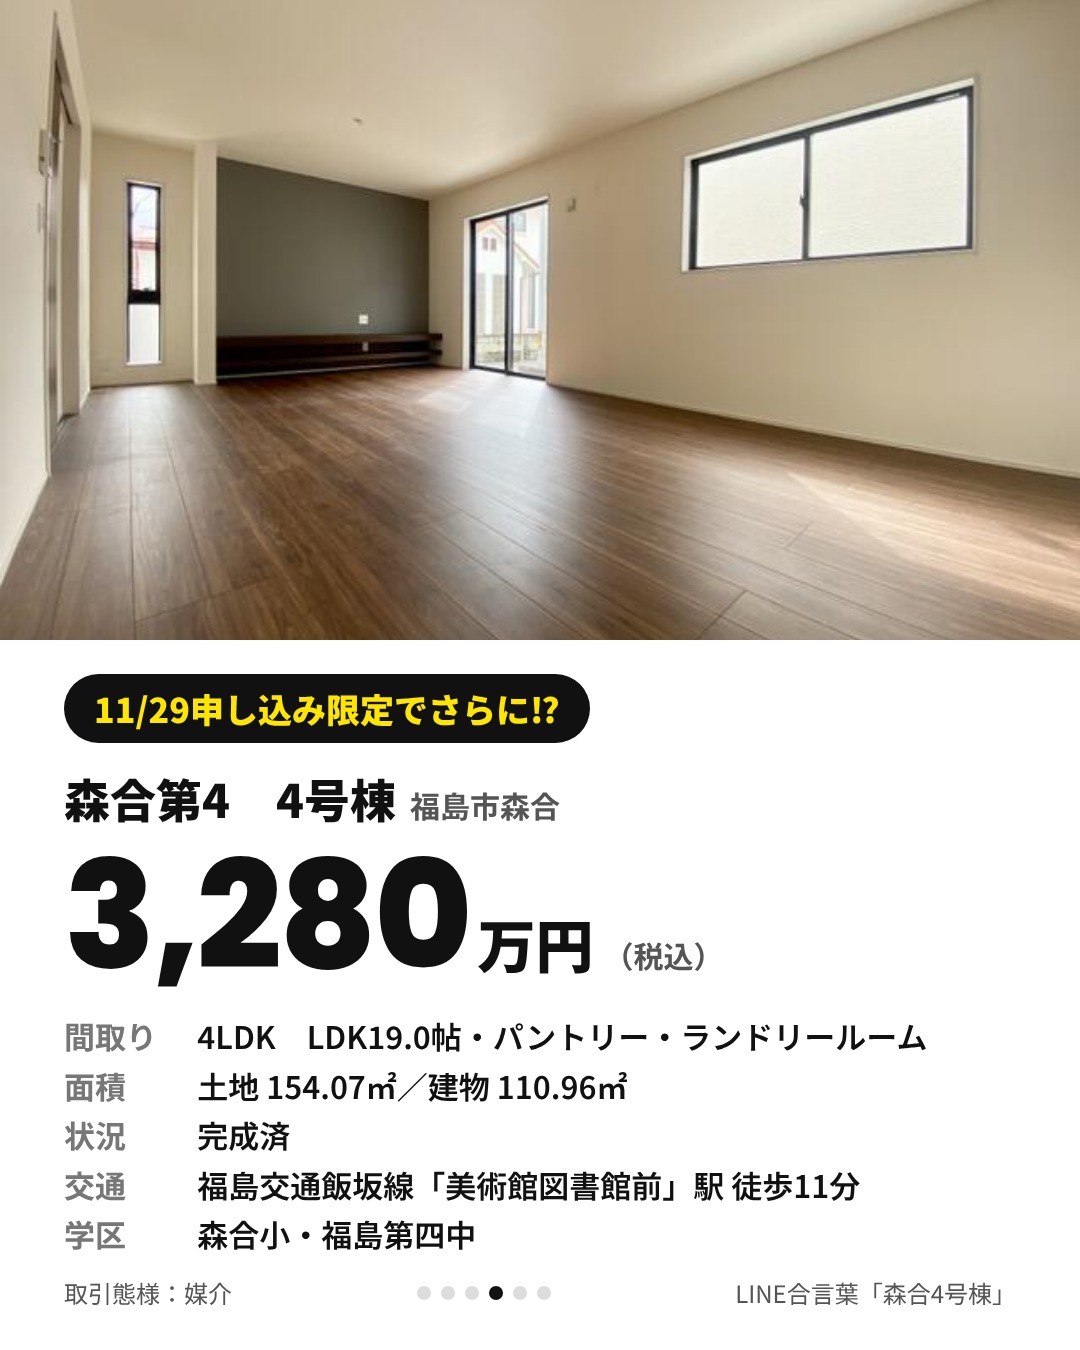 11/29申し込み限定でさらに⁉
森合第4　4号棟 福島市森合
3,280万円（税込）
間取り 4LDK　LDK19.0帖・パントリー・ランドリールーム
面積 土地 154.07㎡／建物 110.96㎡
状況 完成済
交通 福島交通飯坂線「美術館図書館前」駅 徒歩11分
学区 森合小・福島第四中
取引態様：媒介 LINE合言葉「森合4号棟」